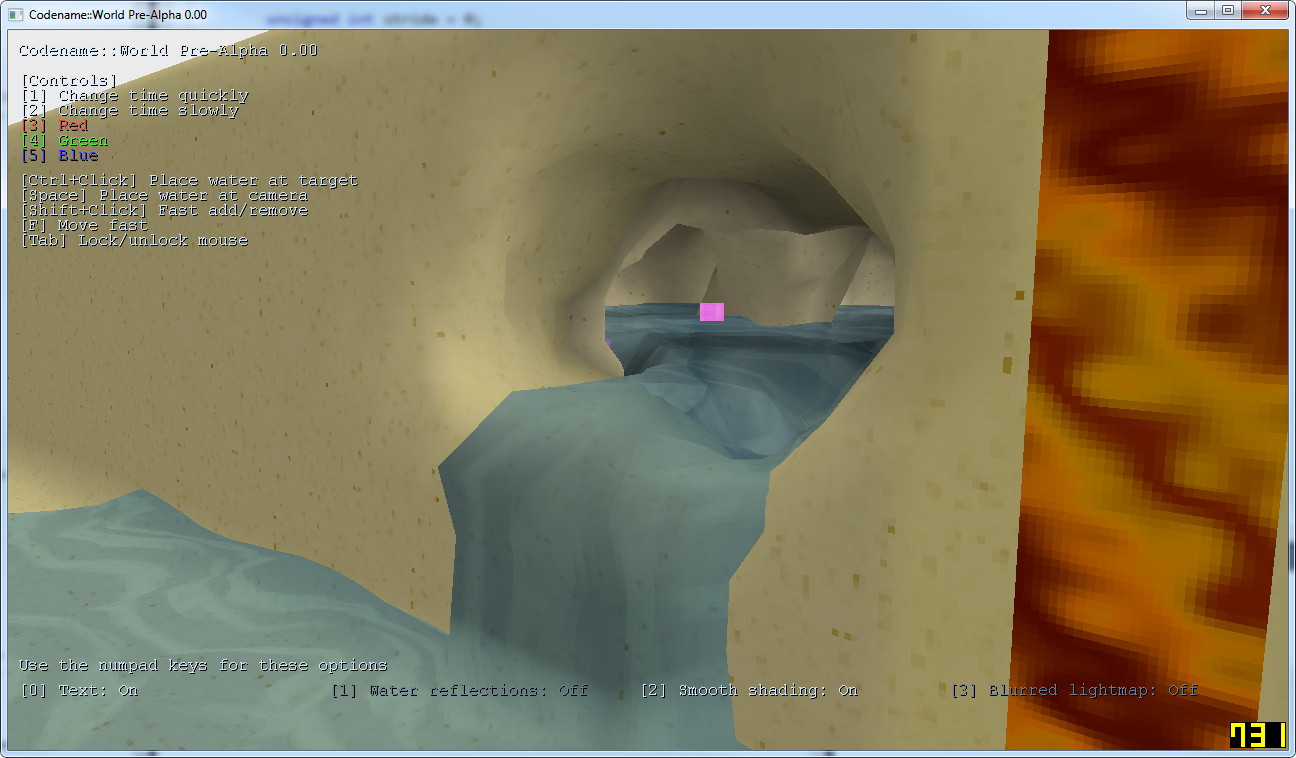 unsigned int stride = 0;
Codename::World Pre-Alpha 0.00
Codename::World Pre-Alpha 0.00
[Controls]
[1] Change time quickly
[2] Change time slowly
[3] Red
[4] Green
[5] Blue
[Ctrl+Click] Place water at target
[Space] Place water at camera
[Shift+Click] Fast add/remove
[F] Move fast
[Tab] Lock/unlock mouse
Use the numpad keys for these options
[0] Text: On [1] Water reflections: Off [2] Smooth shading: On [3] Blurred lightmap: Off
731